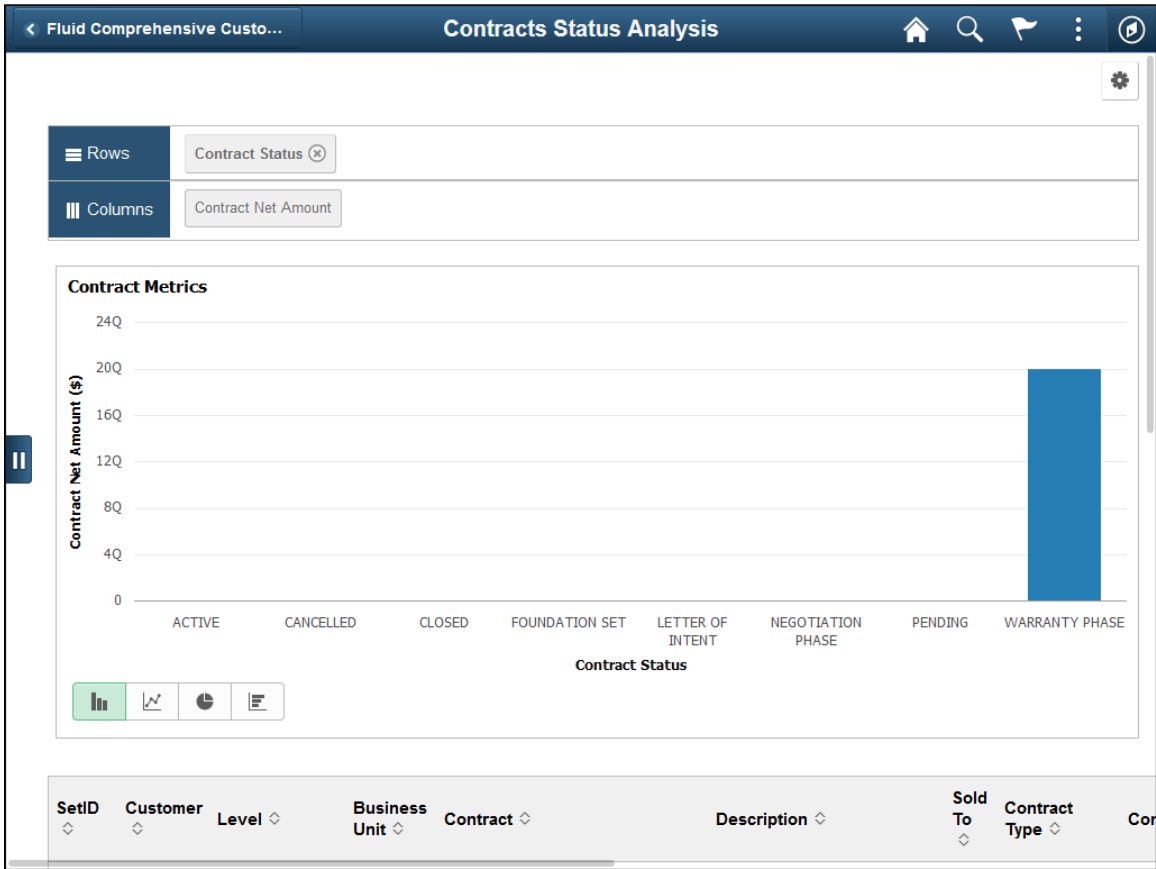 Fluid Comprehensive Custo...
Contracts Status Analysis
Rows
Contract Status
Columns
Contract Net Amount
Contract Metrics
Contract Net Amount ($)
24Q
20Q
16Q
12Q
8Q
4Q
0
ACTIVE
CANCELLED
CLOSED
FOUNDATION SET
LETTER OF
INTENT
NEGOTIATION
PHASE
PENDING
WARRANTY PHASE
Contract Status
SetID
Customer
Level
Business
Unit
Contract
Description
Sold
To
Contract
Type
Cor